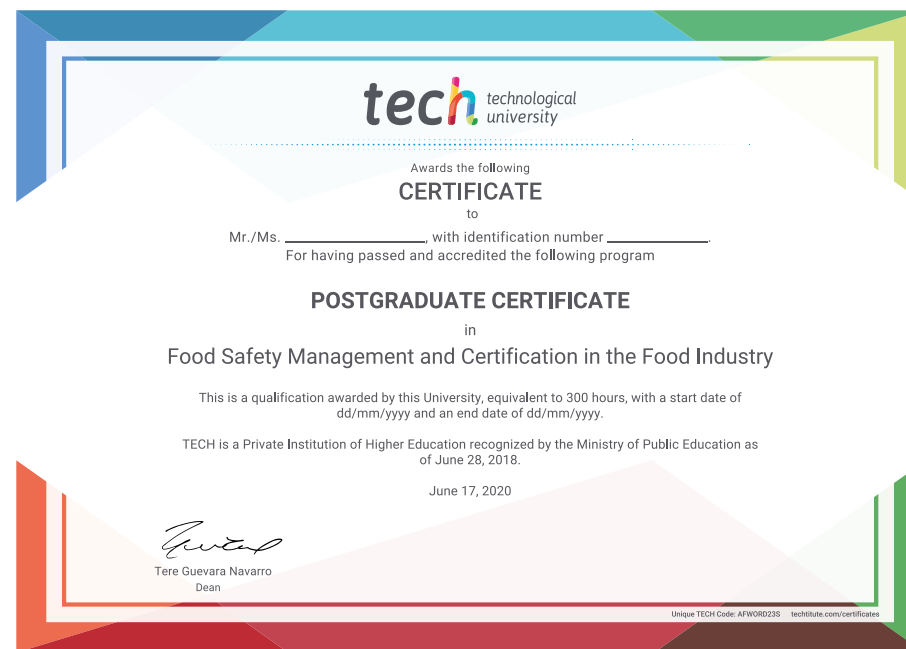 tech technological
university
Awards the following
CERTIFICATE
to
Mr./Ms. ____________________, with identification number ______________.
For having passed and accredited the following program
POSTGRADUATE CERTIFICATE
in
Food Safety Management and Certification in the Food Industry
This is a qualification awarded by this University, equivalent to 300 hours, with a start date of
dd/mm/yyyy and an end date of dd/mm/yyyy.
TECH is a Private Institution of Higher Education recognized by the Ministry of Public Education as
of June 28, 2018.
June 17, 2020
Tere Guevara Navarro
Dean
Unique TECH Code: AFWORD23S techtitute.com/certificates